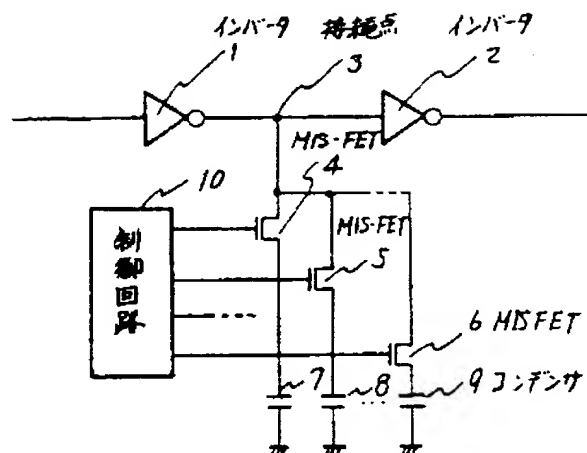 インバータ 接続点 インバータ
1 3 2
MIS-FET
4
10
MIS-FET
5
制御回路
6 MISFET
7 8 ... 9 コンデンサ